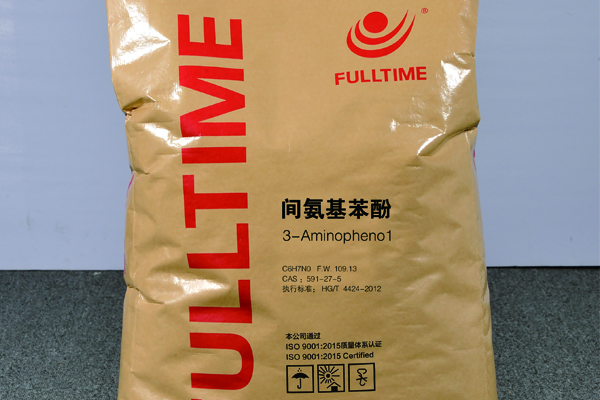 FULLTIME
®
FULLTIME
间氨基苯酚
3-Aminopheno1
C6H7N0 F.W. 109.13
CAS : 591-27-5
执行标准: HG/T 4424-2012
本公司通过
ISO 9001:2015质量体系认证
ISO 9001:2015 Certified